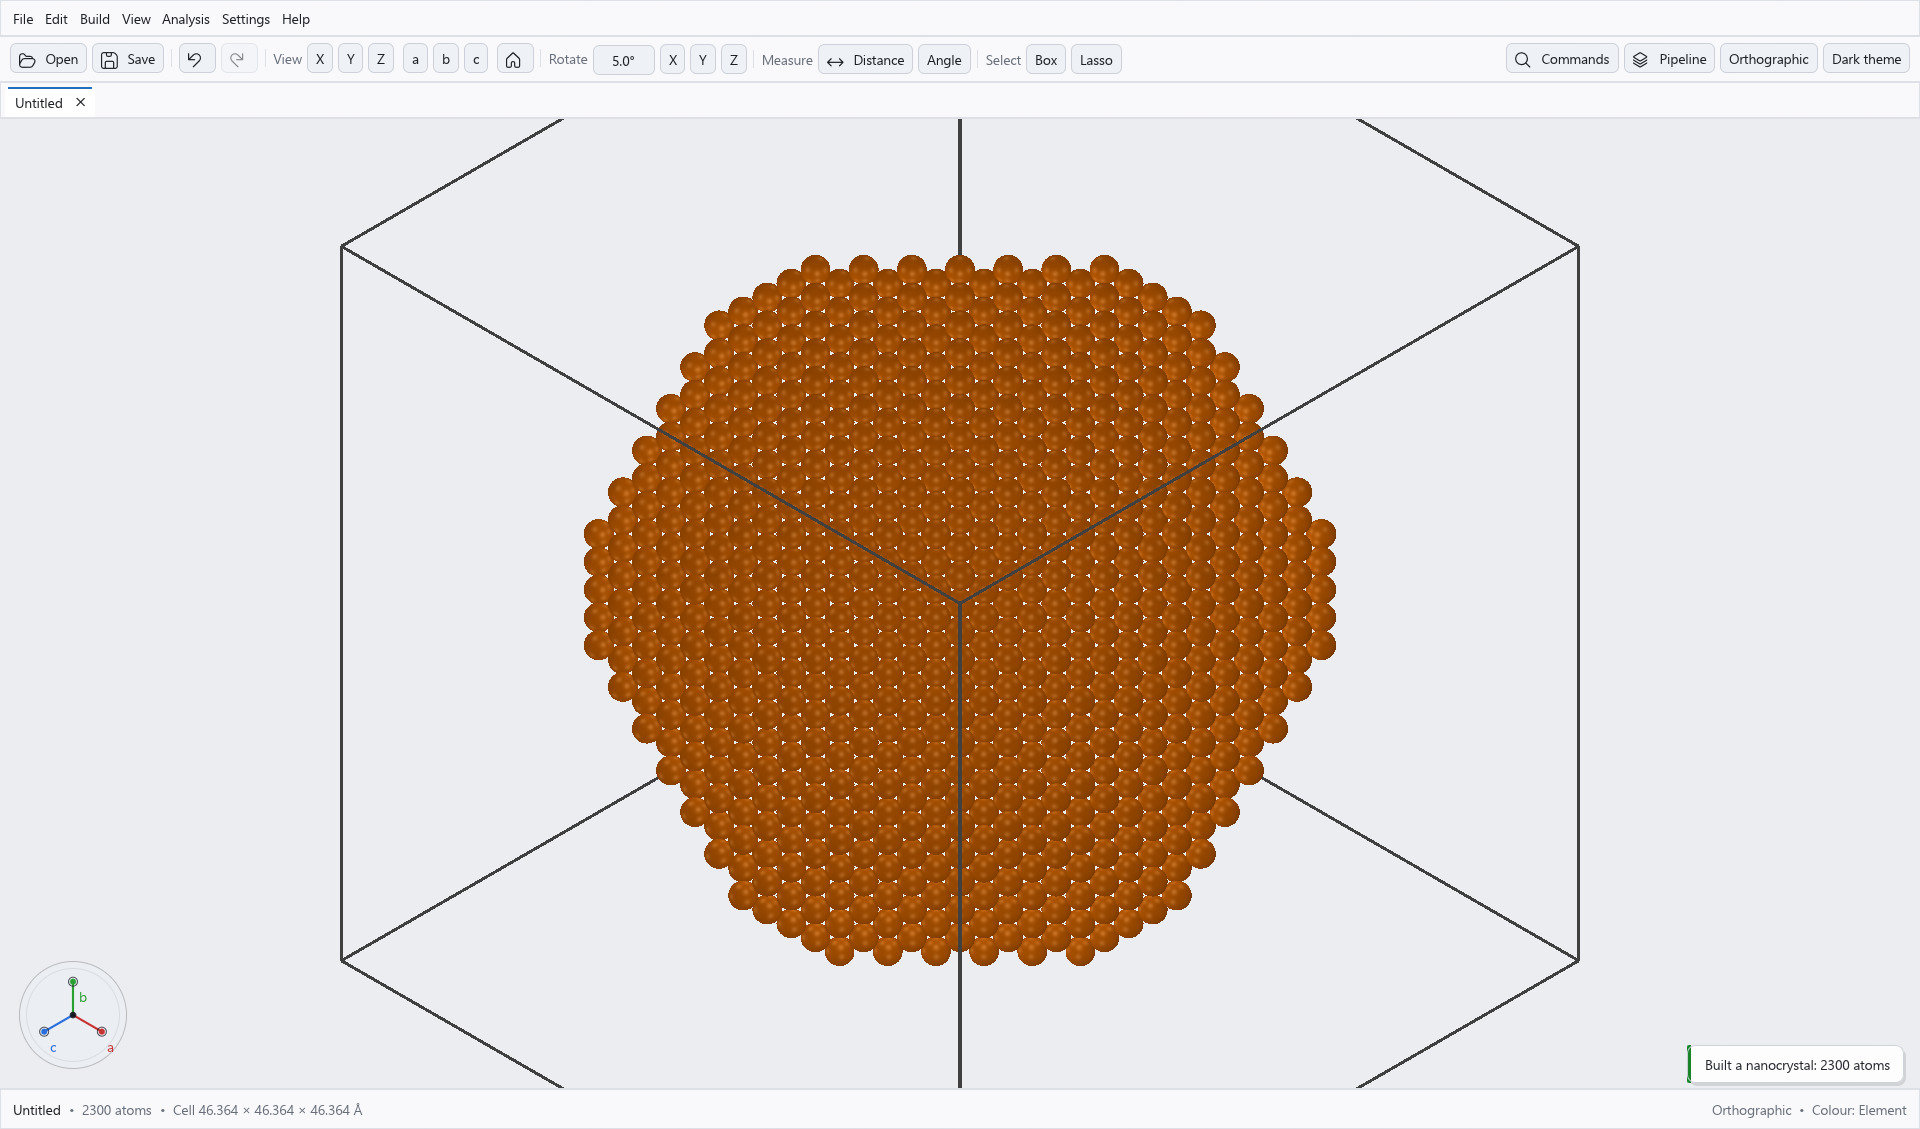 File Edit Build View Analysis Settings Help
Open Save View X Y Z a b c Rotate 5.0° X Y Z Measure Distance Angle Select Box Lasso Commands Pipeline Orthographic Dark theme
Untitled
b
c a
Built a nanocrystal: 2300 atoms
Untitled • 2300 atoms • Cell 46.364 × 46.364 × 46.364 Å Orthographic • Colour: Element